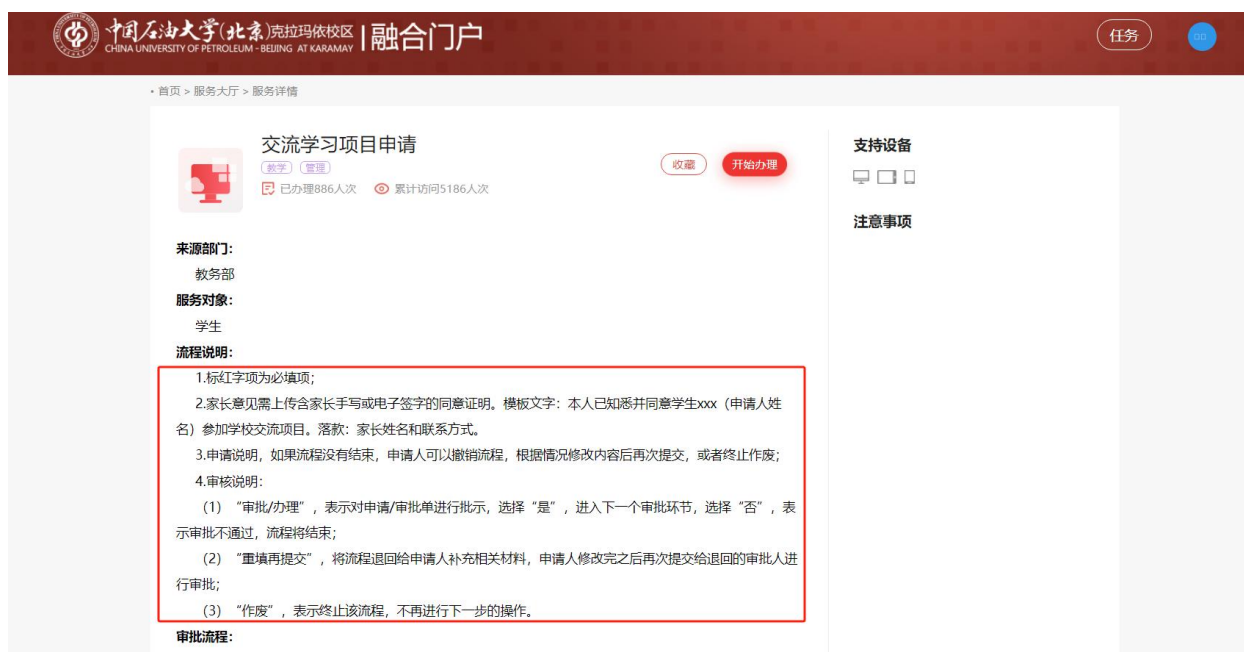 中国石油大学(北京)克拉玛依校区
CHINA UNIVERSITY OF PETROLEUM - BEIJING AT KARAMAY
融合门户
任务
• 首页 > 服务大厅 > 服务详情
交流学习项目申请
教学 管理
已办理886人次 累计访问5186人次
收藏
开始办理
支持设备
注意事项
来源部门：
教务部
服务对象：
学生
流程说明：
1.标红字项为必填项；
2.家长意见需上传含家长手写或电子签字的同意证明。模板文字：本人已知悉并同意学生xxx（申请人姓
名）参加学校交流项目。落款：家长姓名和联系方式。
3.申请说明，如果流程没有结束，申请人可以撤销流程，根据情况修改内容后再次提交，或者终止作废；
4.审核说明：
（1）“审批/办理”，表示对申请/审批单进行批示，选择“是”，进入下一个审批环节，选择“否”，表
示审批不通过，流程将结束；
（2）“重填再提交”，将流程退回给申请人补充相关材料，申请人修改完之后再次提交给退回的审批人进
行审批；
（3）“作废”，表示终止该流程，不再进行下一步的操作。
审批流程：